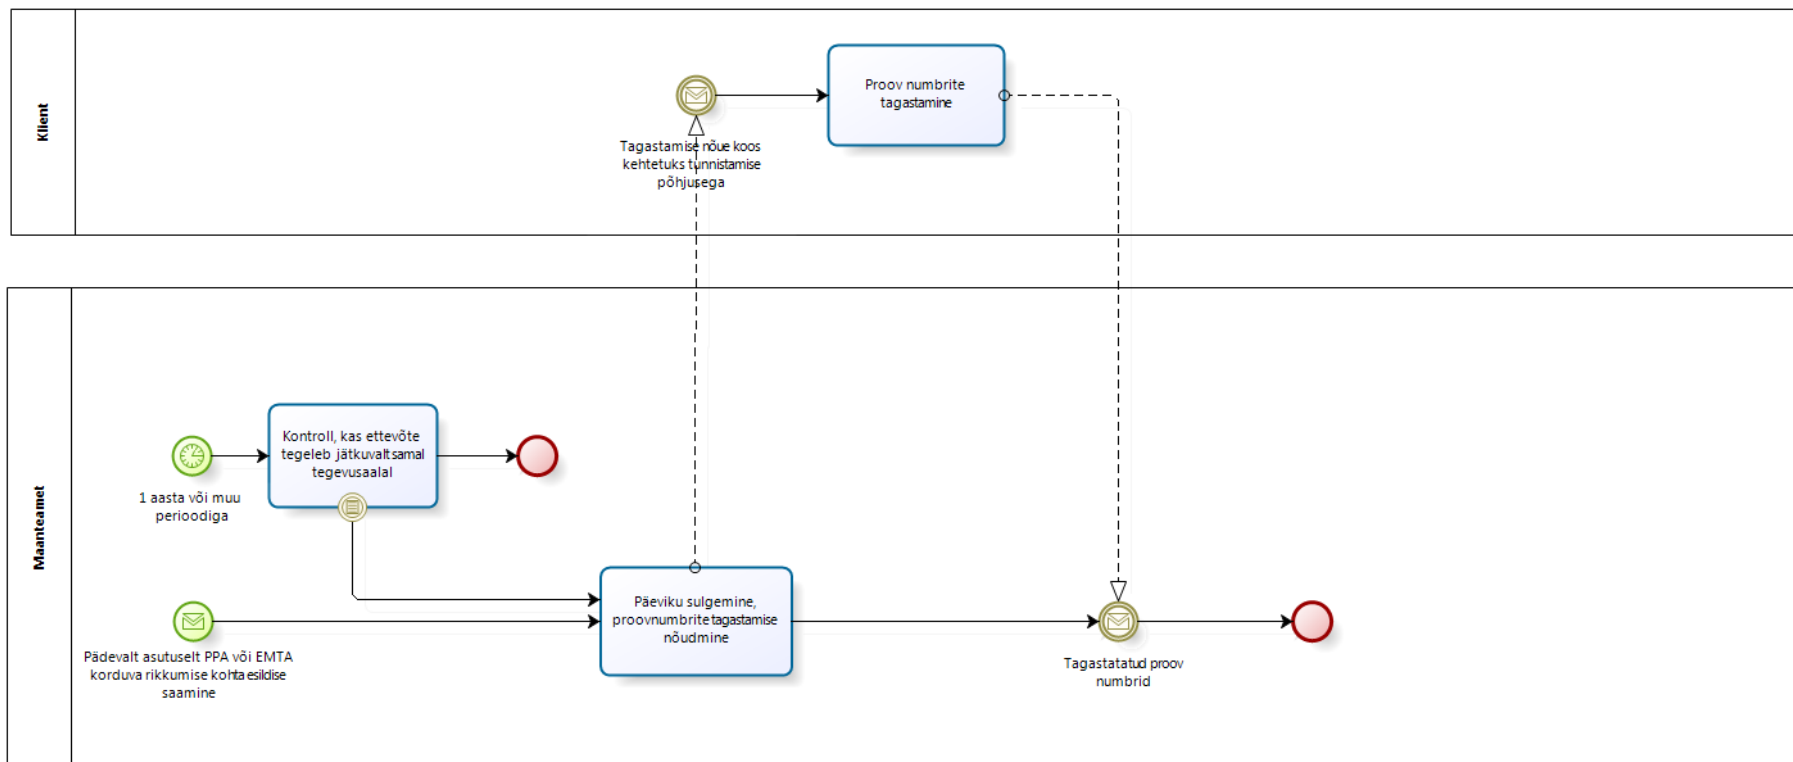 Klient
Proov numbrite
tagastamine
Tagastamise nõue koos
kehtetuks tunnistamise
põhjusega
Maanteamet
Kontroll, kas ettevõte
tegeleb jätkuvalt samal
tegevusaalal
1 aasta või muu
perioodiga
Päeviku sulgemine,
proovnumbrite tagastamise
nõudmine
Pädevalt asutuselt PPA või EMTA
korduva rikkumise kohta esildise
saamine
Tagastatatud proov
numbrid